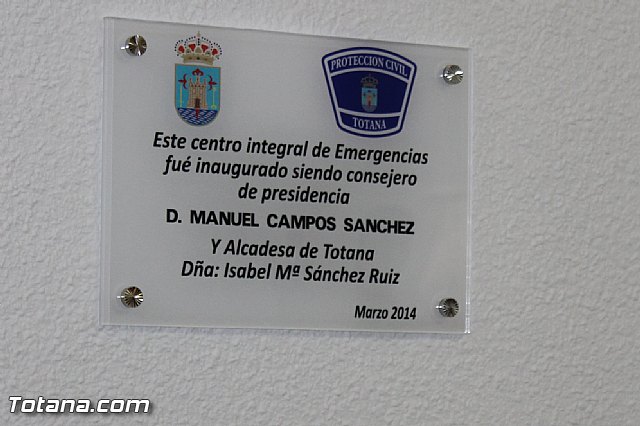 PROTECCION CIVIL
TOTANA
Este centro integral de Emergencias
fué inaugurado siendo consejero
de presidencia
D. MANUEL CAMPOS SANCHEZ
Y Alcadesa de Totana
Dña: Isabel Mª Sánchez Ruiz
Marzo 2014
Totana.com